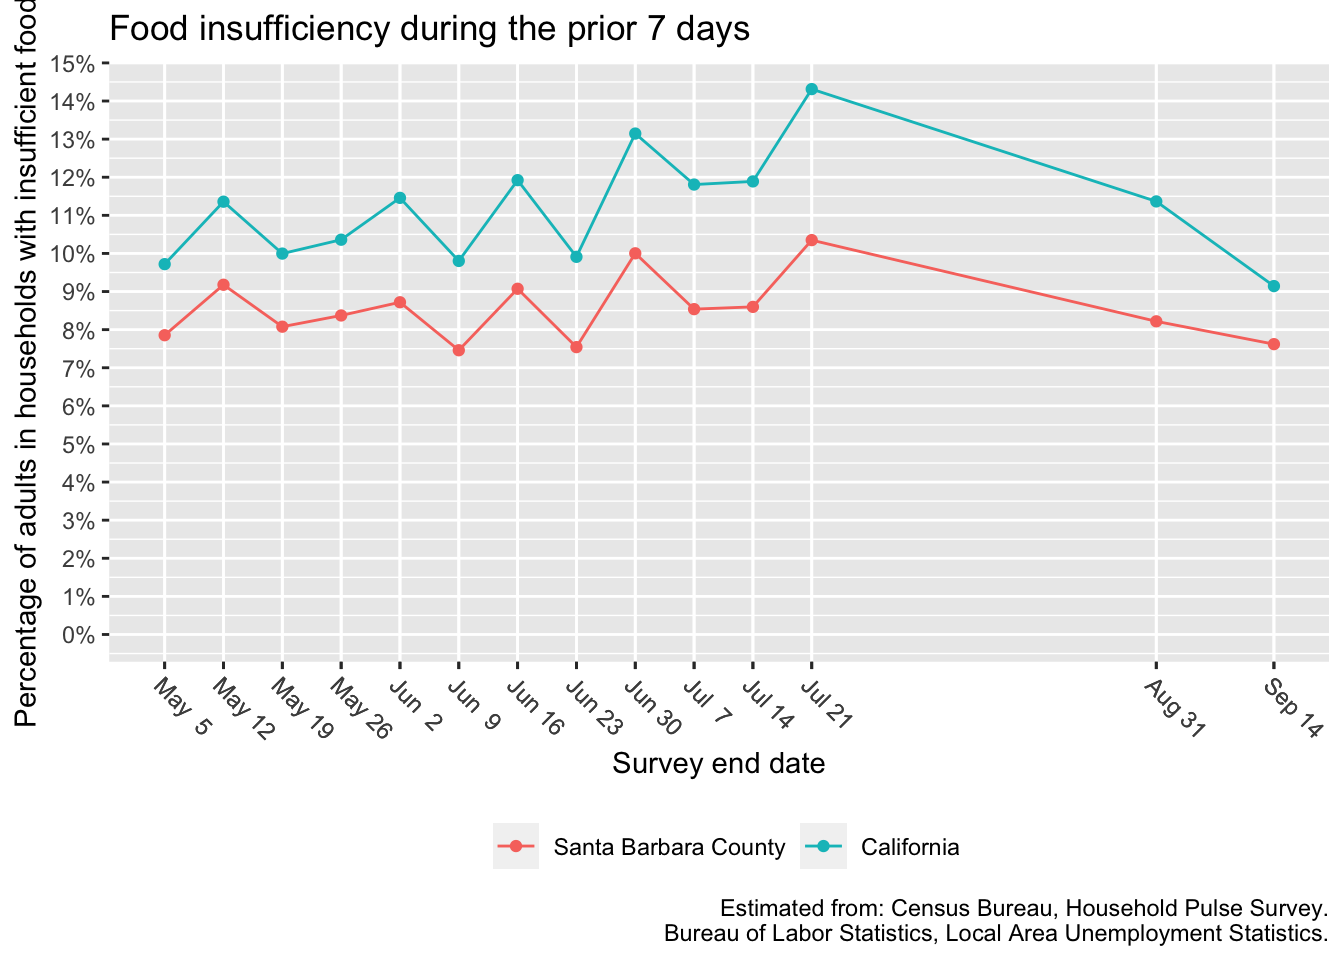 Food insufficiency during the prior 7 days
Percentage of adults in households with insufficient food
15%
14%
13%
12%
11%
10%
9%
8%
7%
6%
5%
4%
3%
2%
1%
0%
May 5
May 12
May 19
May 26
Jun 2
Jun 9
Jun 16
Jun 23
Jun 30
Jul 7
Jul 14
Jul 21
Aug 31
Sep 14
Survey end date
Santa Barbara County
California
Estimated from: Census Bureau, Household Pulse Survey.
Bureau of Labor Statistics, Local Area Unemployment Statistics.